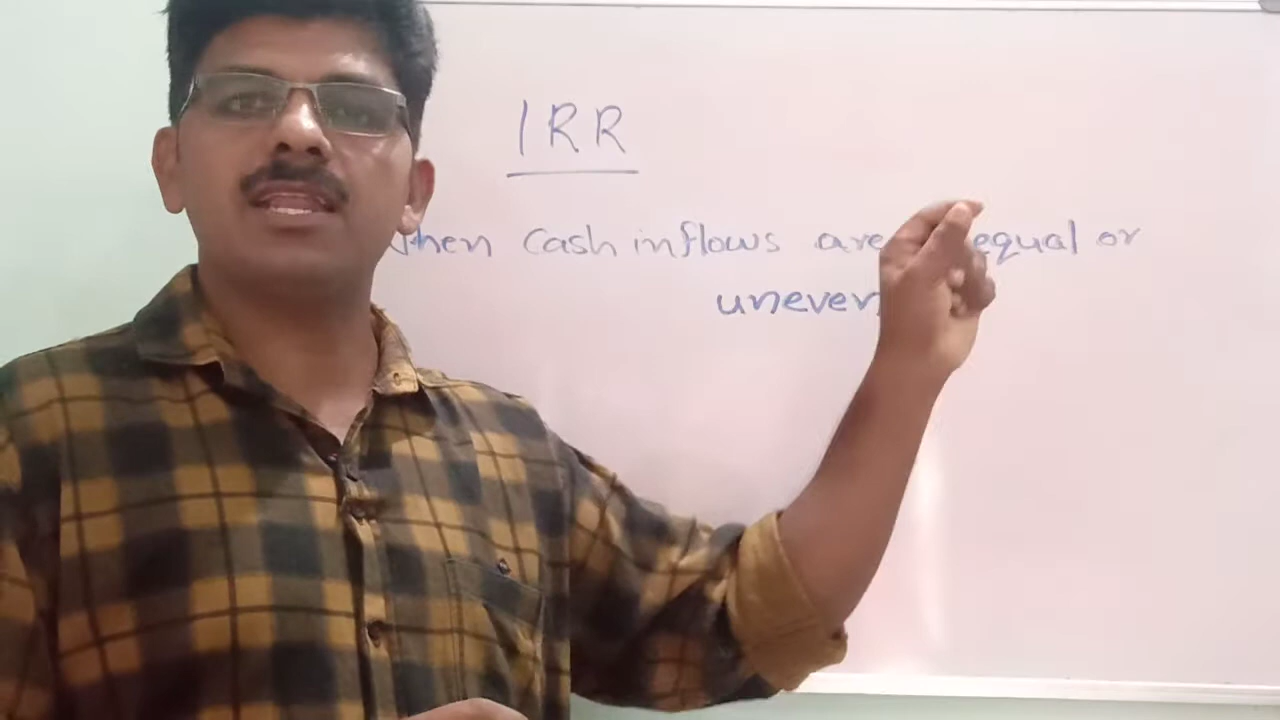 IRR
When cash inflows are equal or
uneven